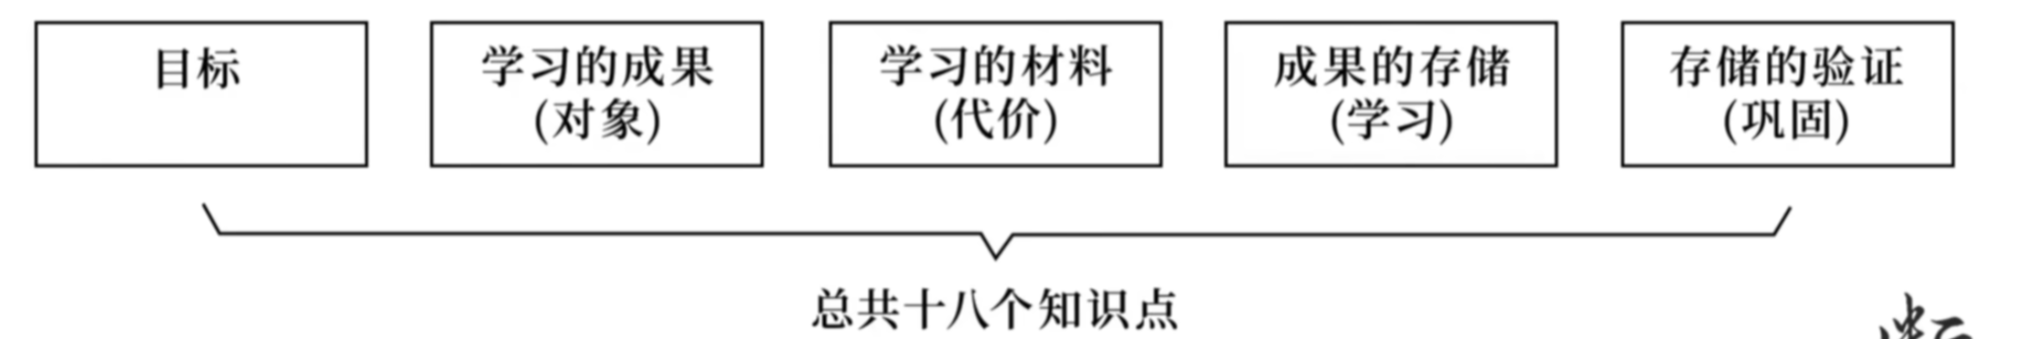 目标
学习的成果
(对象)
学习的材料
(代价)
成果的存储
(学习)
存储的验证
(巩固)
总共十八个知识点